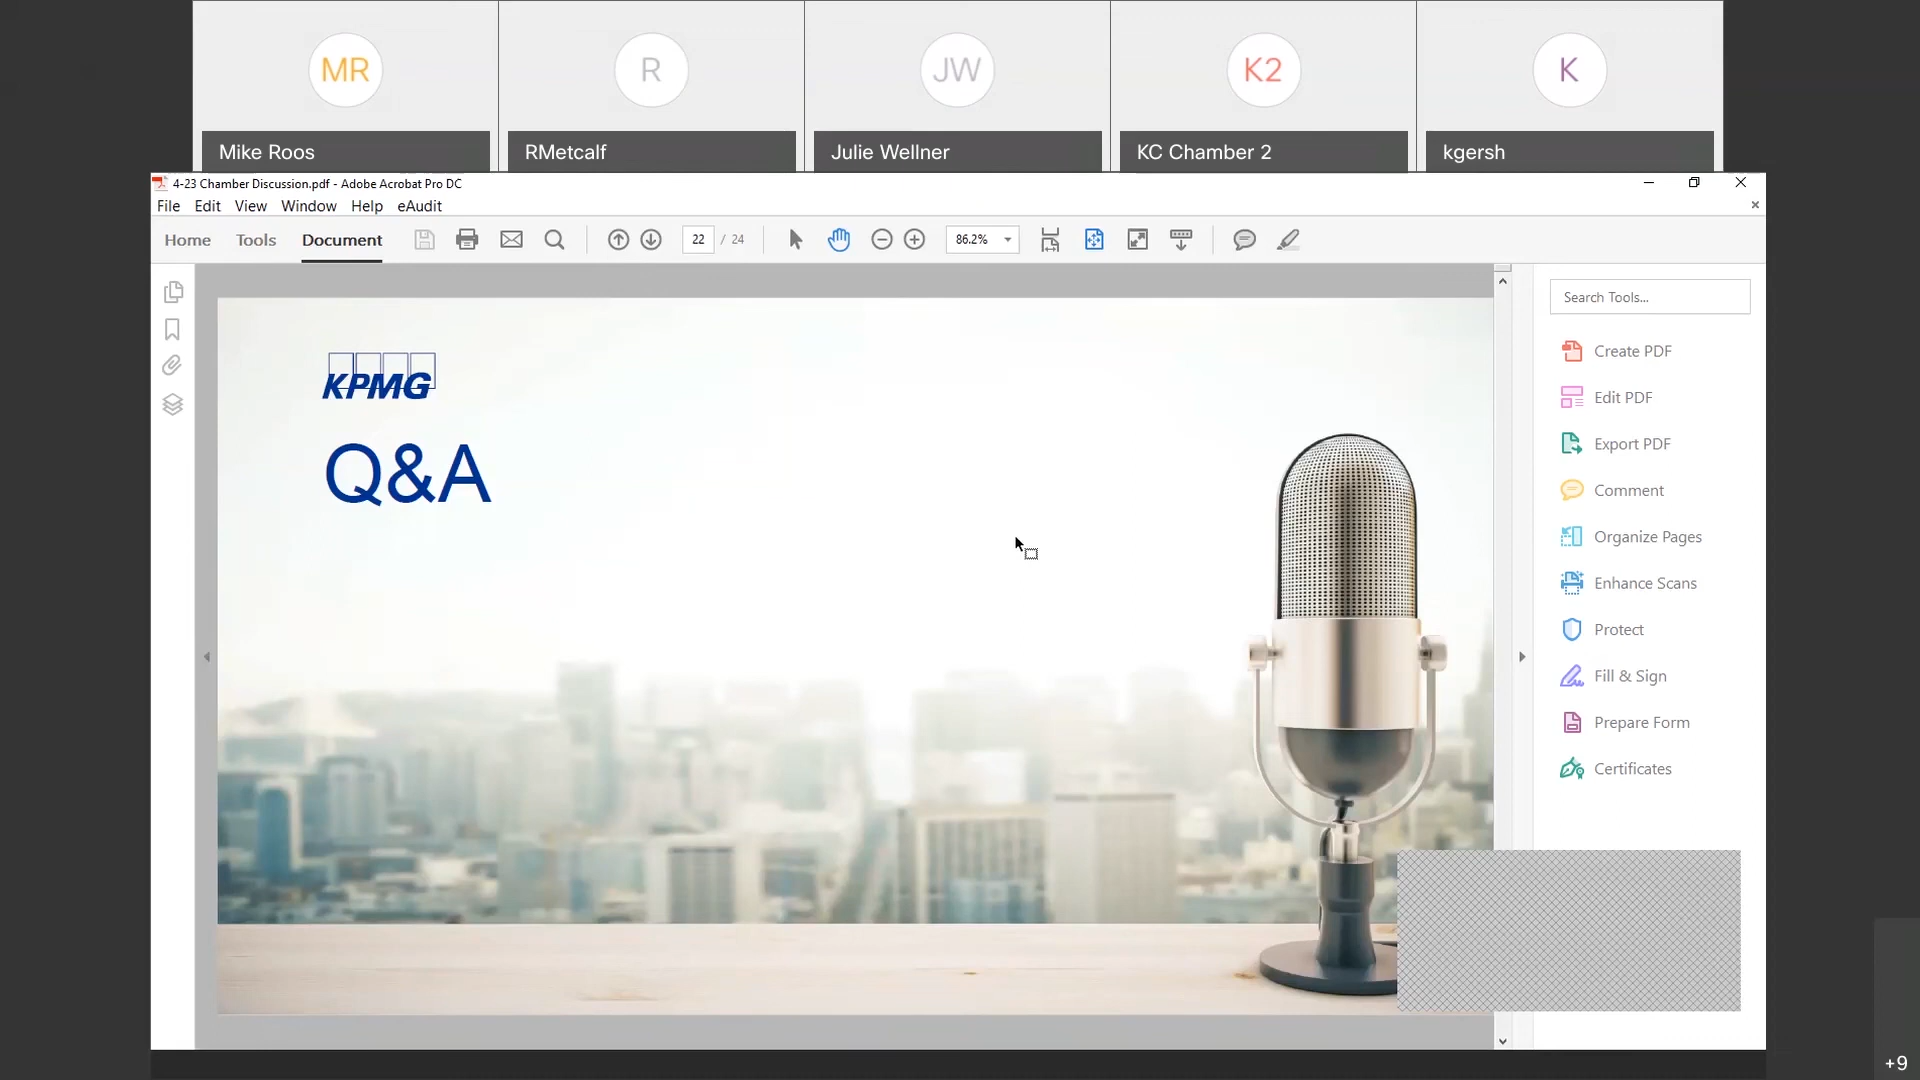 MR
R
JW
K2
K
Mike Roos
RMetcalf
Julie Wellner
KC Chamber 2
kgersh
4-23 Chamber Discussion.pdf - Adobe Acrobat Pro DC
File Edit View Window Help eAudit
Home Tools Document 22 / 24 86.2%
Search Tools...
KPMG
Q&A
Create PDF
Edit PDF
Export PDF
Comment
Organize Pages
Enhance Scans
Protect
Fill & Sign
Prepare Form
Certificates
+9